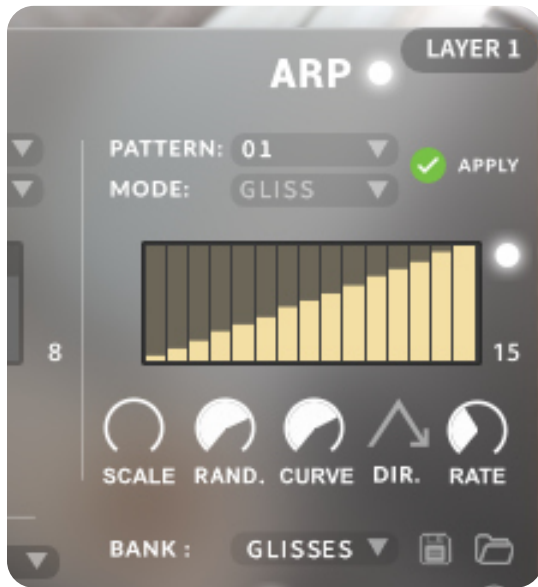 LAYER 1
ARP
PATTERN: 01
APPLY
MODE: GLISS
8
15
SCALE RAND. CURVE DIR. RATE
BANK : GLISSES